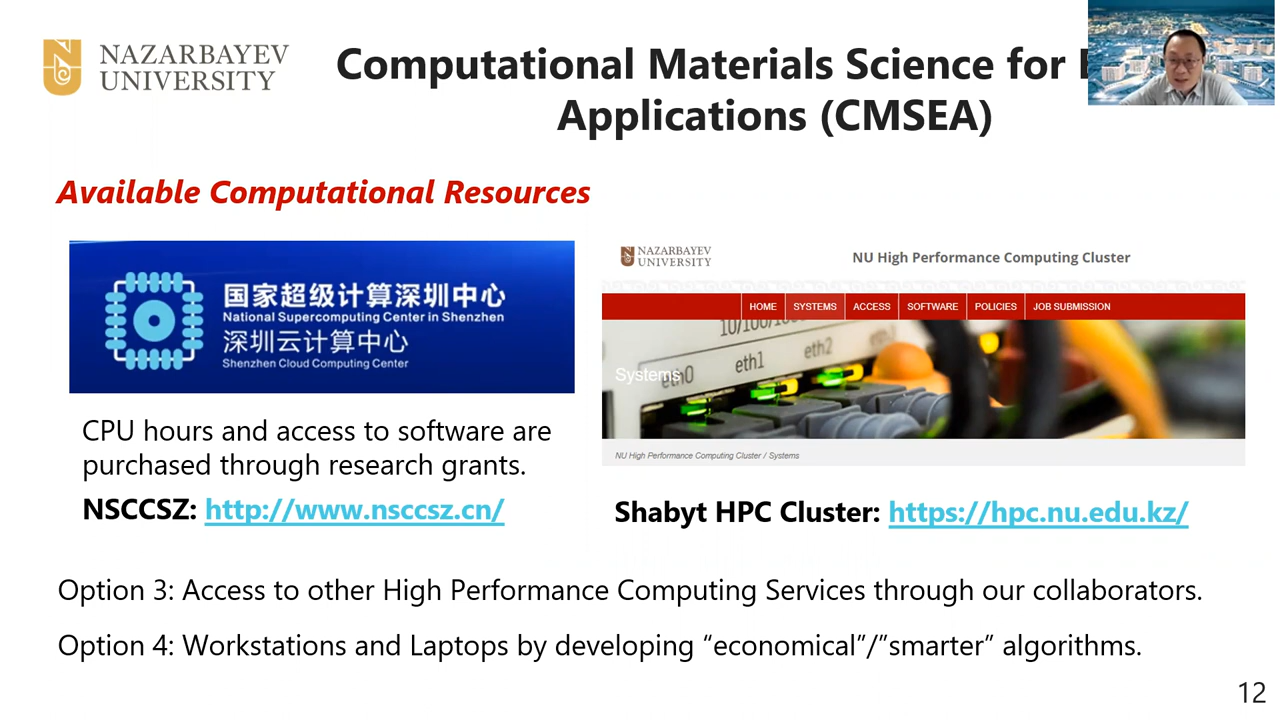 NAZARBAYEV
UNIVERSITY
Computational Materials Science for
Applications (CMSEA)
Available Computational Resources
国家超级计算深圳中心
National Supercomputing Center in Shenzhen
深圳云计算中心
Shenzhen Cloud Computing Center
CPU hours and access to software are
purchased through research grants.
NSCCSZ: http://www.nsccsz.cn/
NAZARBAYEV
UNIVERSITY
NU High Performance Computing Cluster
HOME SYSTEMS ACCESS SOFTWARE POLICIES JOB SUBMISSION
eth0 eth1 eth2
Systems
NU High Performance Computing Cluster / Systems
Shabyt HPC Cluster: https://hpc.nu.edu.kz/
Option 3: Access to other High Performance Computing Services through our collaborators.
Option 4: Workstations and Laptops by developing “economical”/”smarter” algorithms.
12